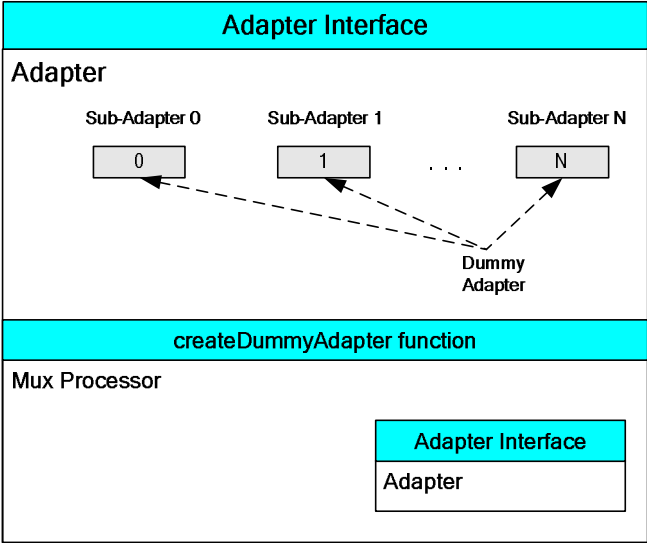 Adapter Interface
Adapter
Sub-Adapter 0 Sub-Adapter 1 Sub-Adapter N
0 1 . . . N
Dummy
Adapter
createDummyAdapter function
Mux Processor
Adapter Interface
Adapter